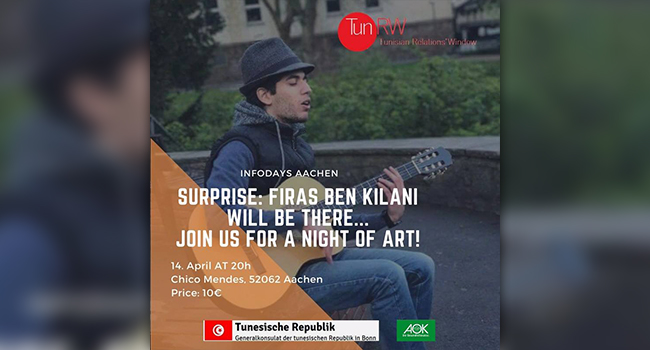 TunRW
Tunisian Relations' Window
INFODAYS AACHEN
SURPRISE: FIRAS BEN KILANI
WILL BE THERE...
JOIN US FOR A NIGHT OF ART!
14. April AT 20h
Chico Mendes, 52062 Aachen
Price: 10€
Tunesische Republik
Generalkonsulat der tunesischen Republik in Bonn
AOK